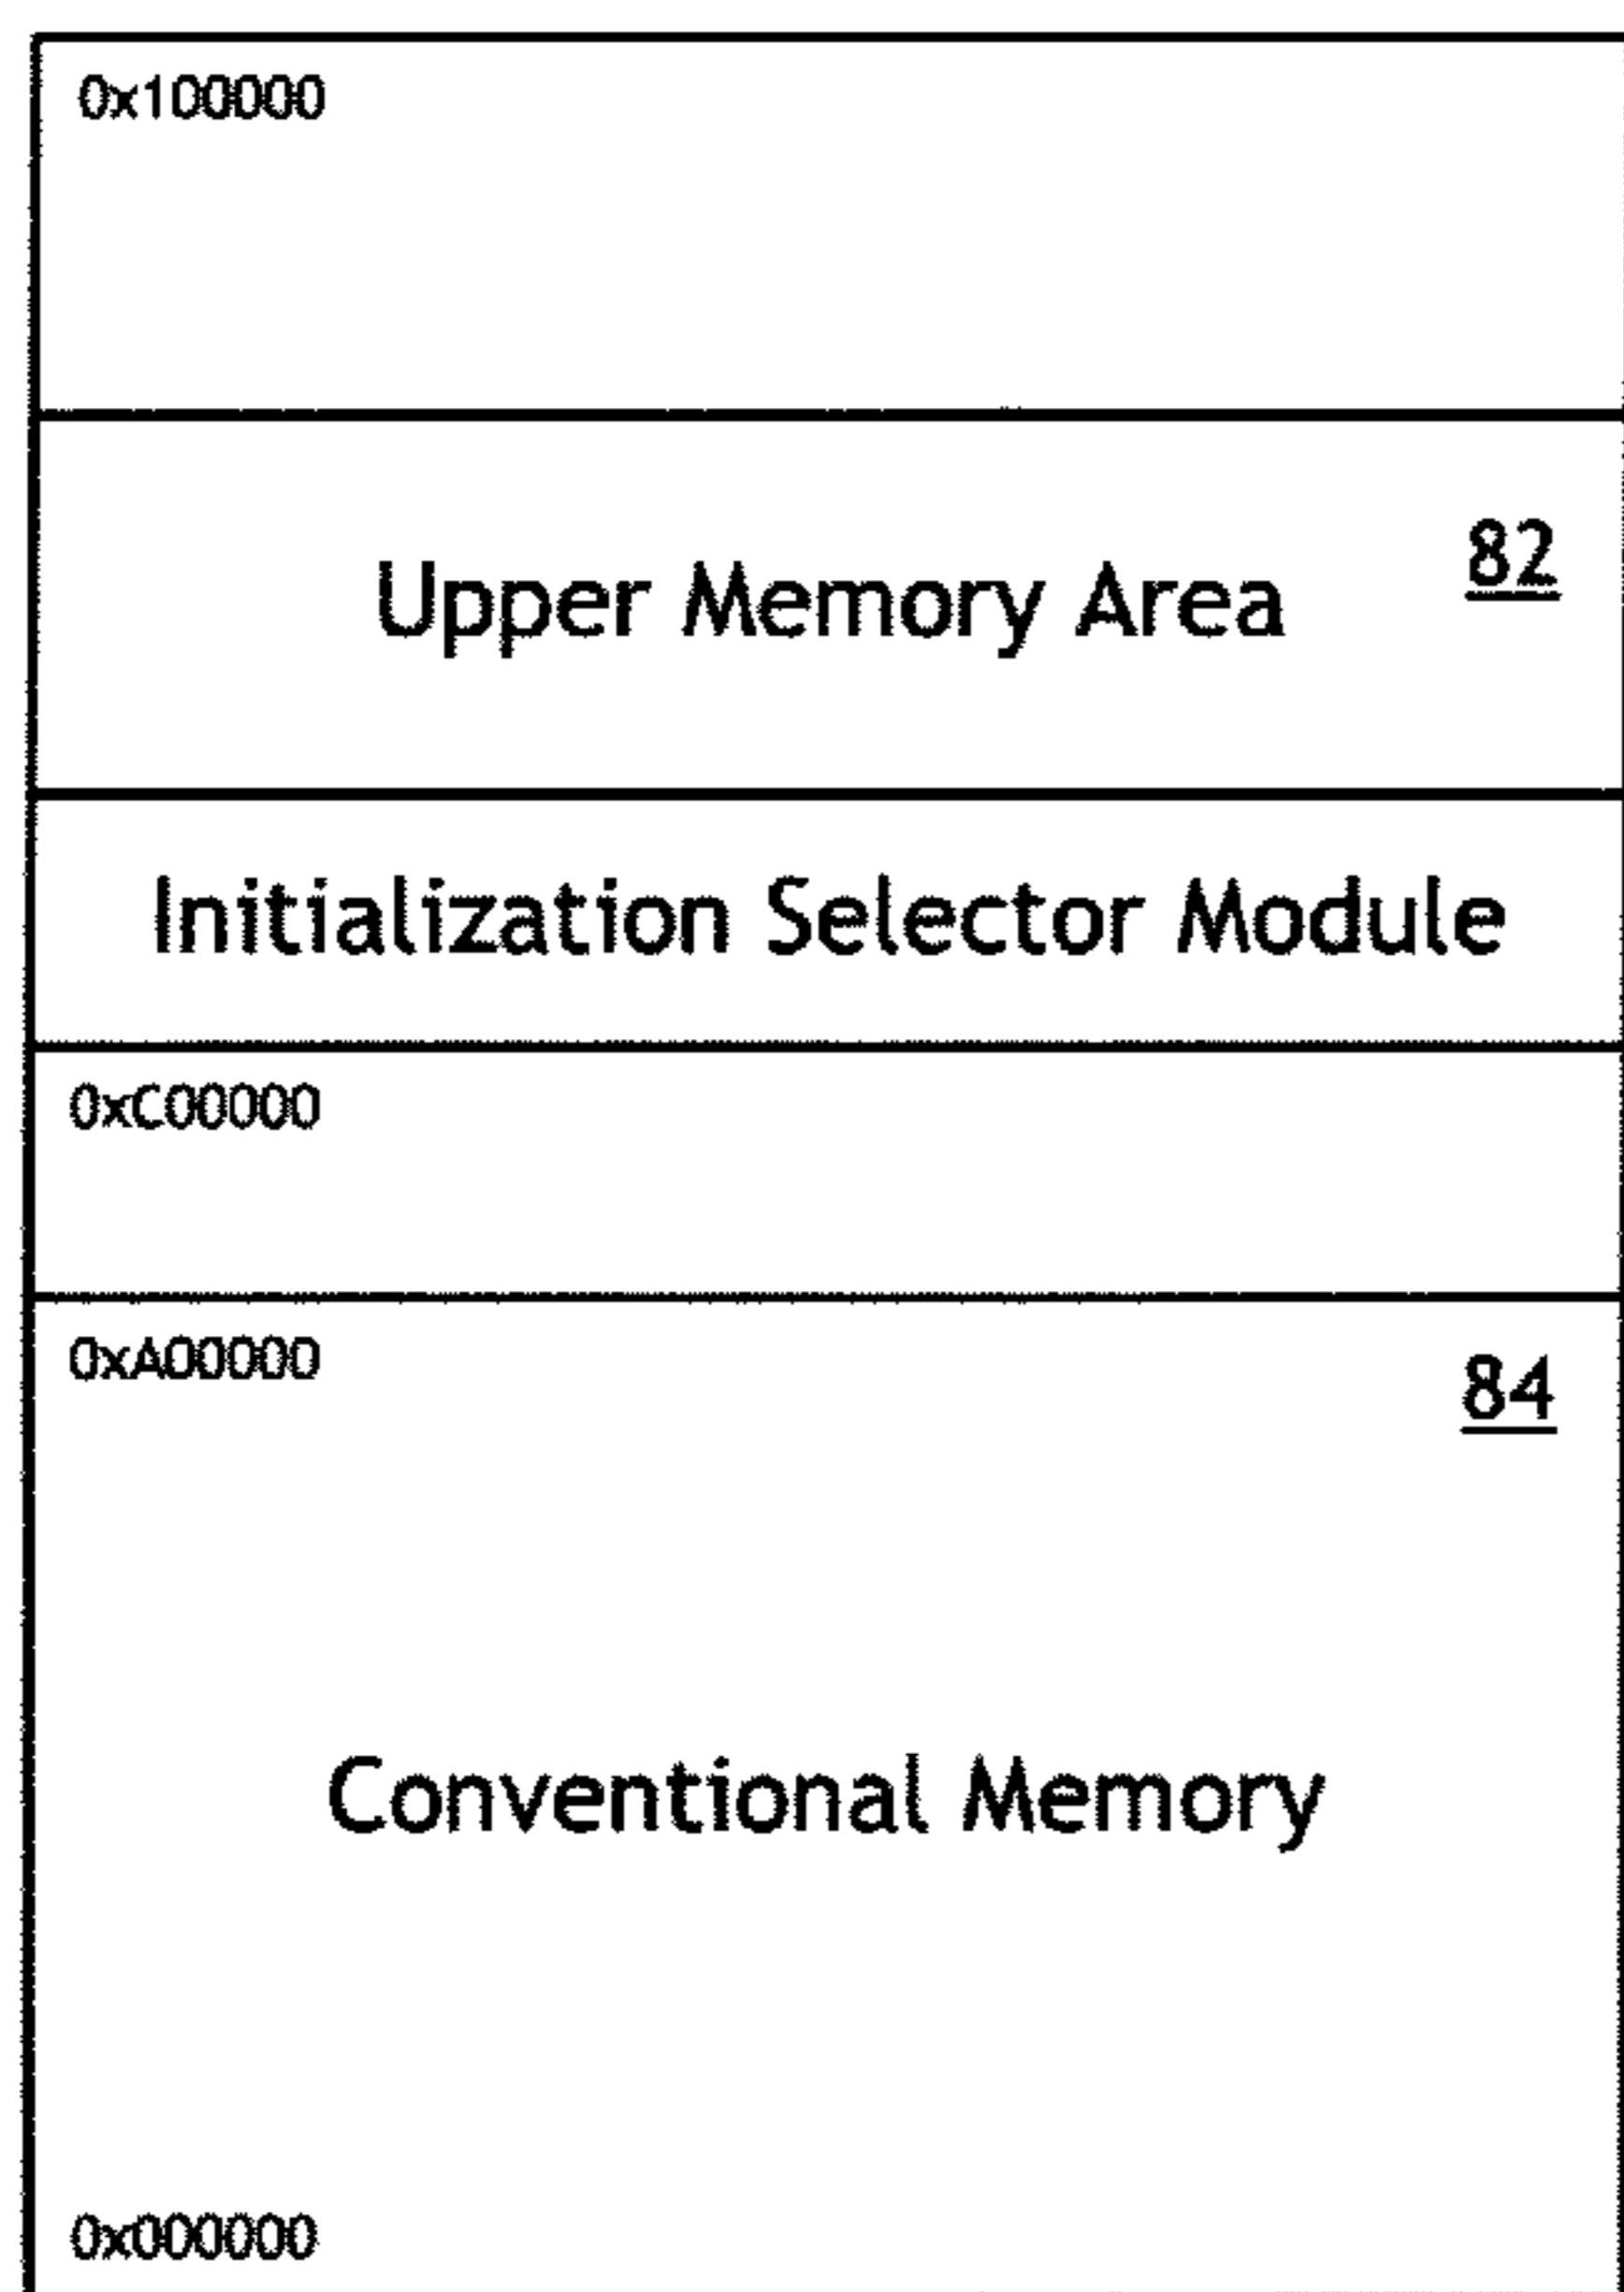 0x100000
82
Upper Memory Area
Initialization Selector Module
0xC00000
0xA00000
84
Conventional Memory
0x000000